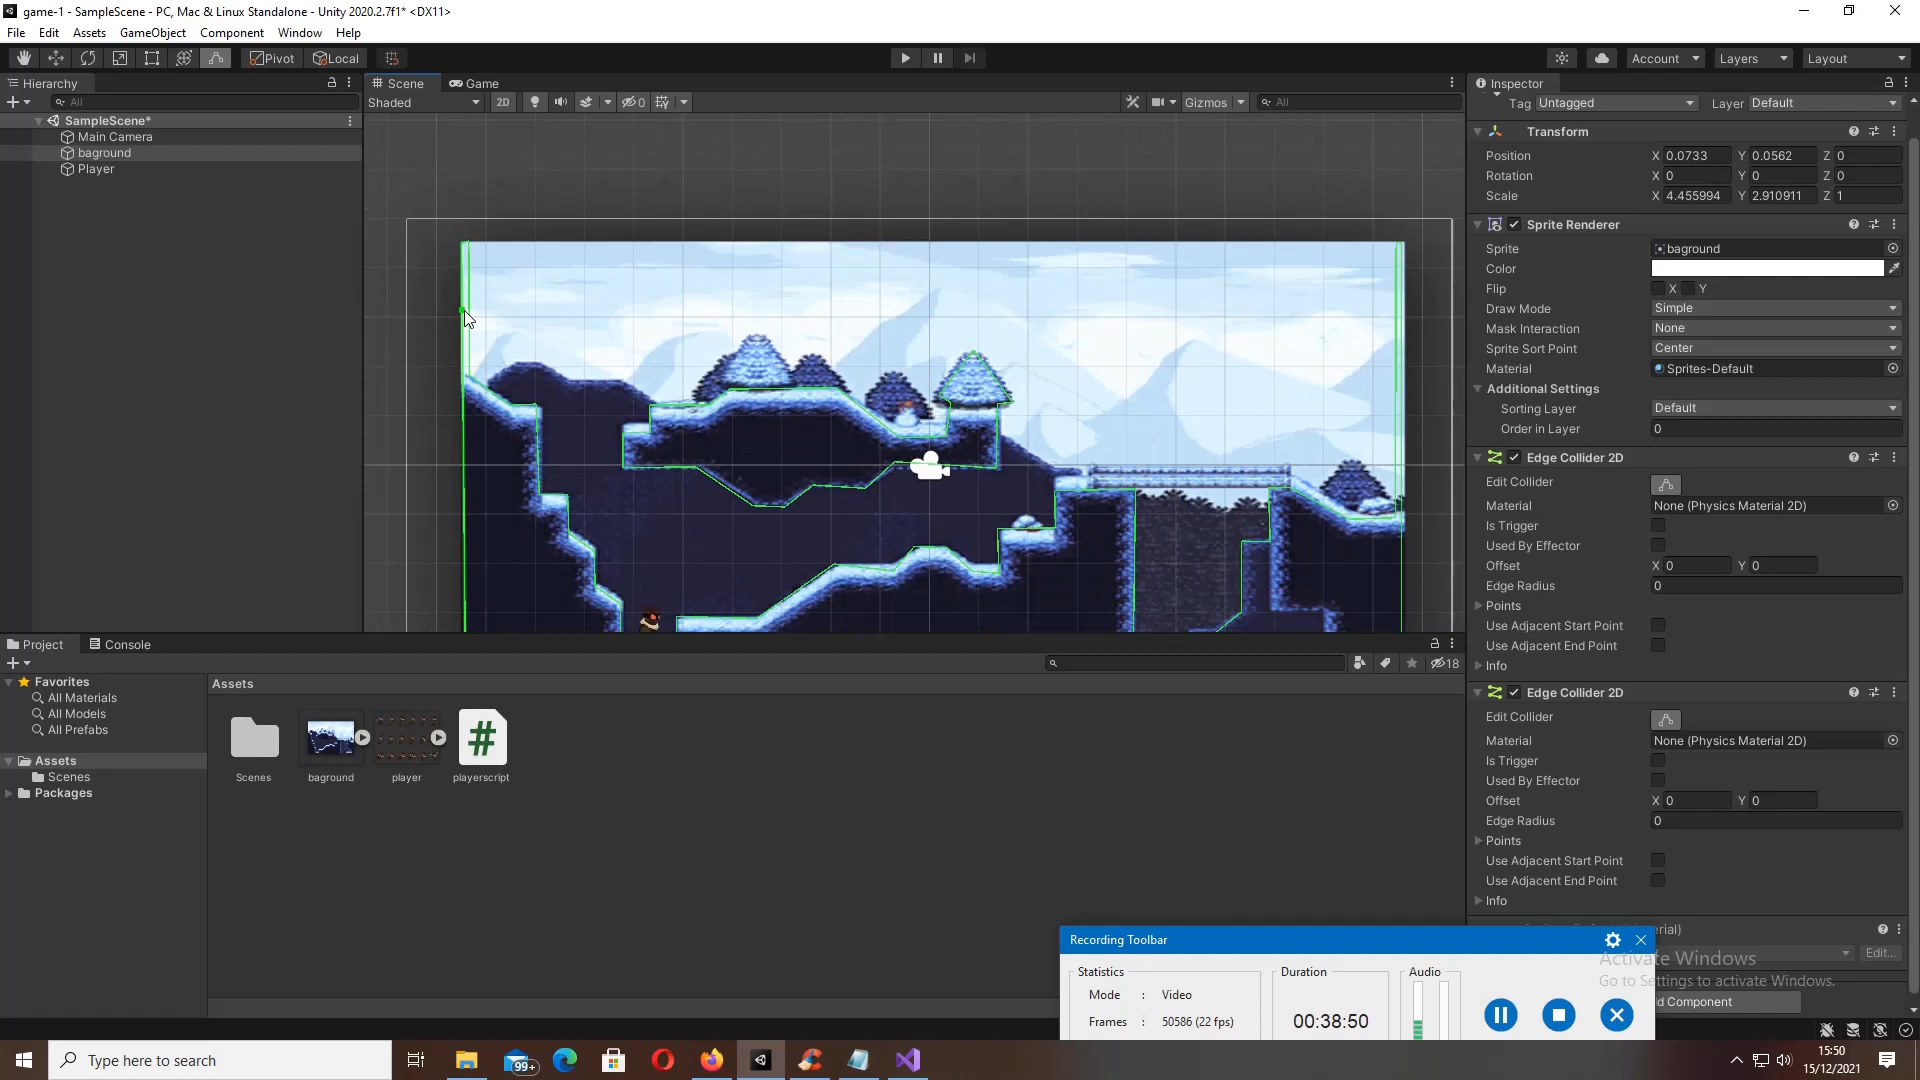 game-1 - SampleScene - PC, Mac & Linux Standalone - Unity 2020.2.7f1* <DX11>
File Edit Assets GameObject Component Window Help
Pivot Local Account Layers Layout
Hierarchy
All
SampleScene*
Main Camera
baground
Player
Scene Game
Shaded 2D 0 Gizmos All
Inspector
Tag Untagged Layer Default
Transform
Position X 0.0733 Y 0.0562 Z 0
Rotation X 0 Y 0 Z 0
Scale X 4.455994 Y 2.910911 Z 1
Sprite Renderer
Sprite baground
Color
Flip X Y
Draw Mode Simple
Mask Interaction None
Sprite Sort Point Center
Material Sprites-Default
Additional Settings
Sorting Layer Default
Order in Layer 0
Edge Collider 2D
Edit Collider
Material None (Physics Material 2D)
Is Trigger
Used By Effector
Offset X 0 Y 0
Edge Radius 0
Points
Use Adjacent Start Point
Use Adjacent End Point
Info
Edge Collider 2D
Edit Collider
Material None (Physics Material 2D)
Is Trigger
Used By Effector
Offset X 0 Y 0
Edge Radius 0
Points
Use Adjacent Start Point
Use Adjacent End Point
Info
Edit...
d Component
Project Console
18
Favorites
All Materials
All Models
All Prefabs
Assets
Scenes
Packages
Assets
Scenes baground player playerscript
Recording Toolbar
Statistics Duration Audio
Mode : Video
Frames : 50586 (22 fps)
00:38:50
Activate Windows
Go to Settings to activate Windows.
Type here to search
99+
15:50
15/12/2021